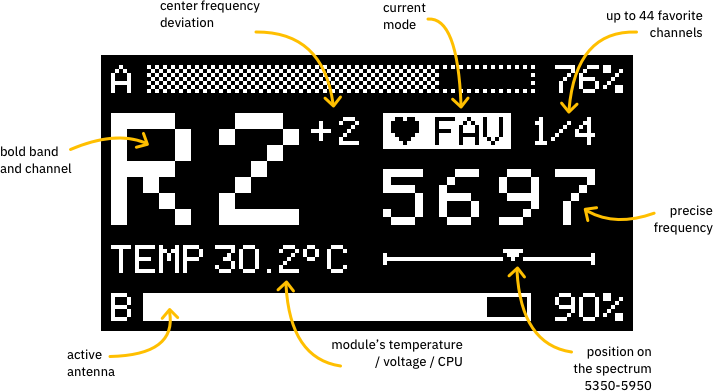 center frequency
deviation
current
mode
up to 44 favorite
channels
A 76%
R2 +2 ♥ FAV 1/4
bold band
and channel
5697
precise
frequency
TEMP 30.2°C
B 90%
active
antenna
module's temperature
/ voltage / CPU
position on
the spectrum
5350-5950